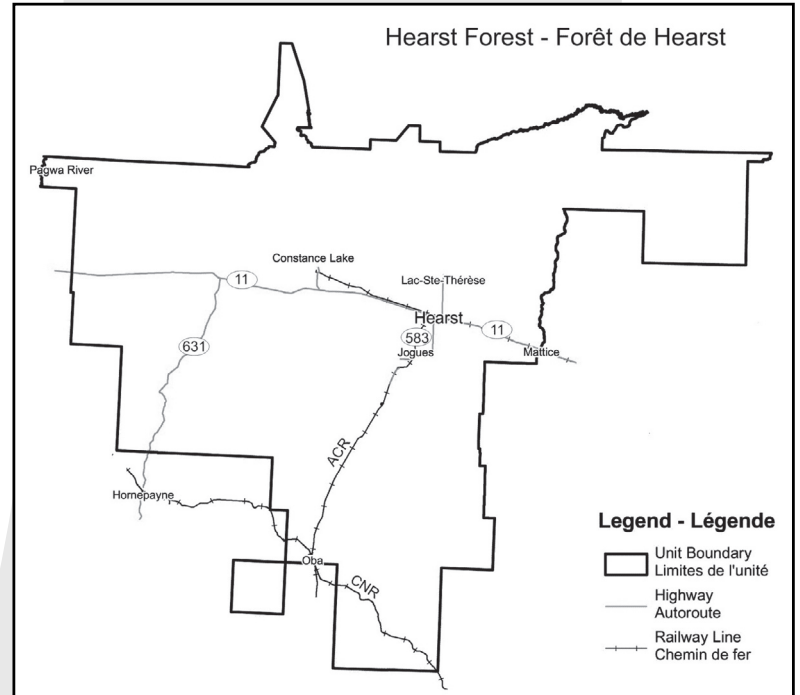 Hearst Forest - Forêt de Hearst
Pagwa River
Constance Lake
Lac-Ste-Thérèse
11
Hearst
11
583
631
Jogues
Mattice
ACR
Hornepayne
Oba
CNR
Legend - Légende
Unit Boundary
Limites de l'unité
Highway
Autoroute
Railway Line
Chemin de fer